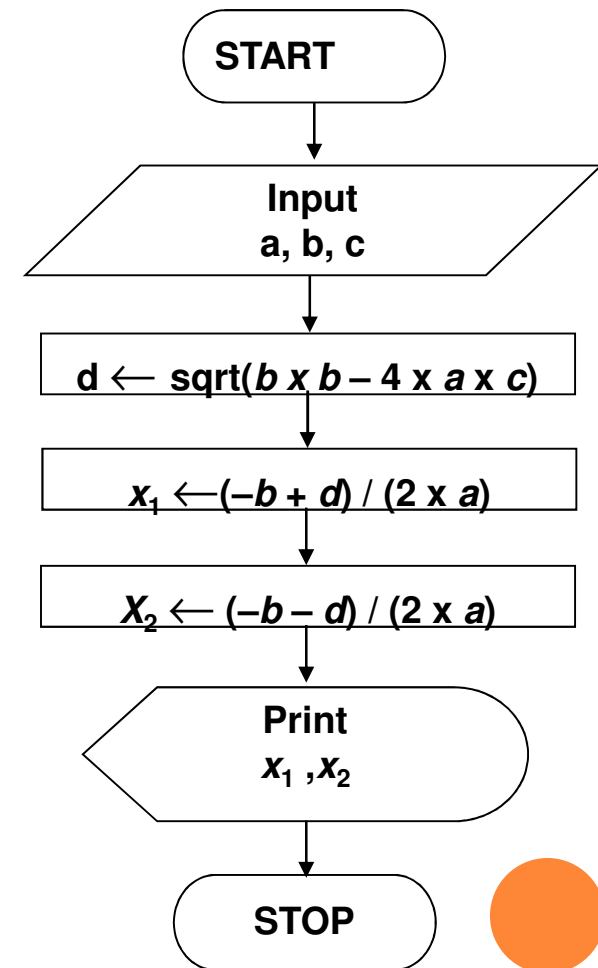 START
Input
a, b, c
d ← sqrt(b x b – 4 x a x c)
x₁ ←(–b + d) / (2 x a)
X₂ ← (–b – d) / (2 x a)
Print
x₁ ,x₂
STOP